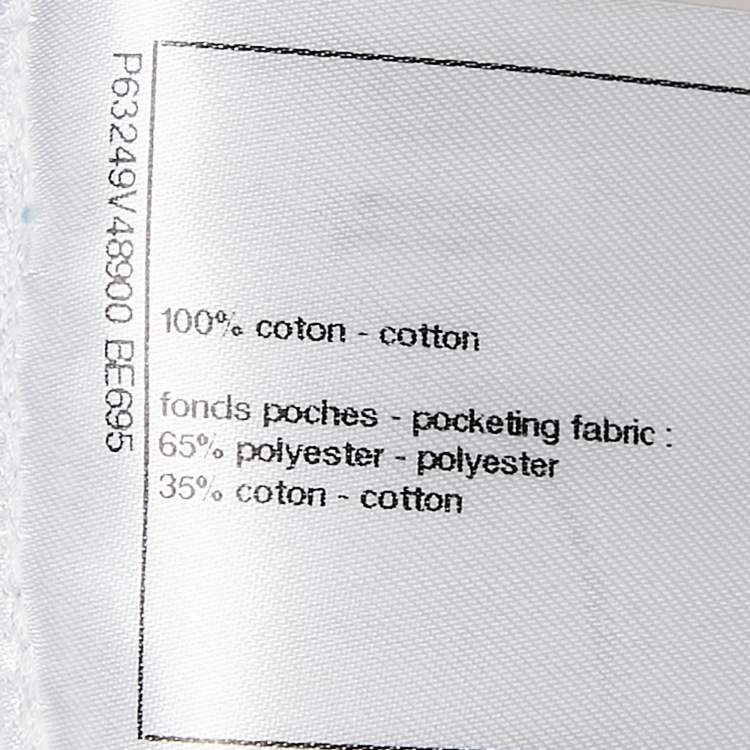 P63249V48900 BE695
100% coton - cotton
fonds poches - pocketing fabric :
65% polyester - polyester
35% coton - cotton